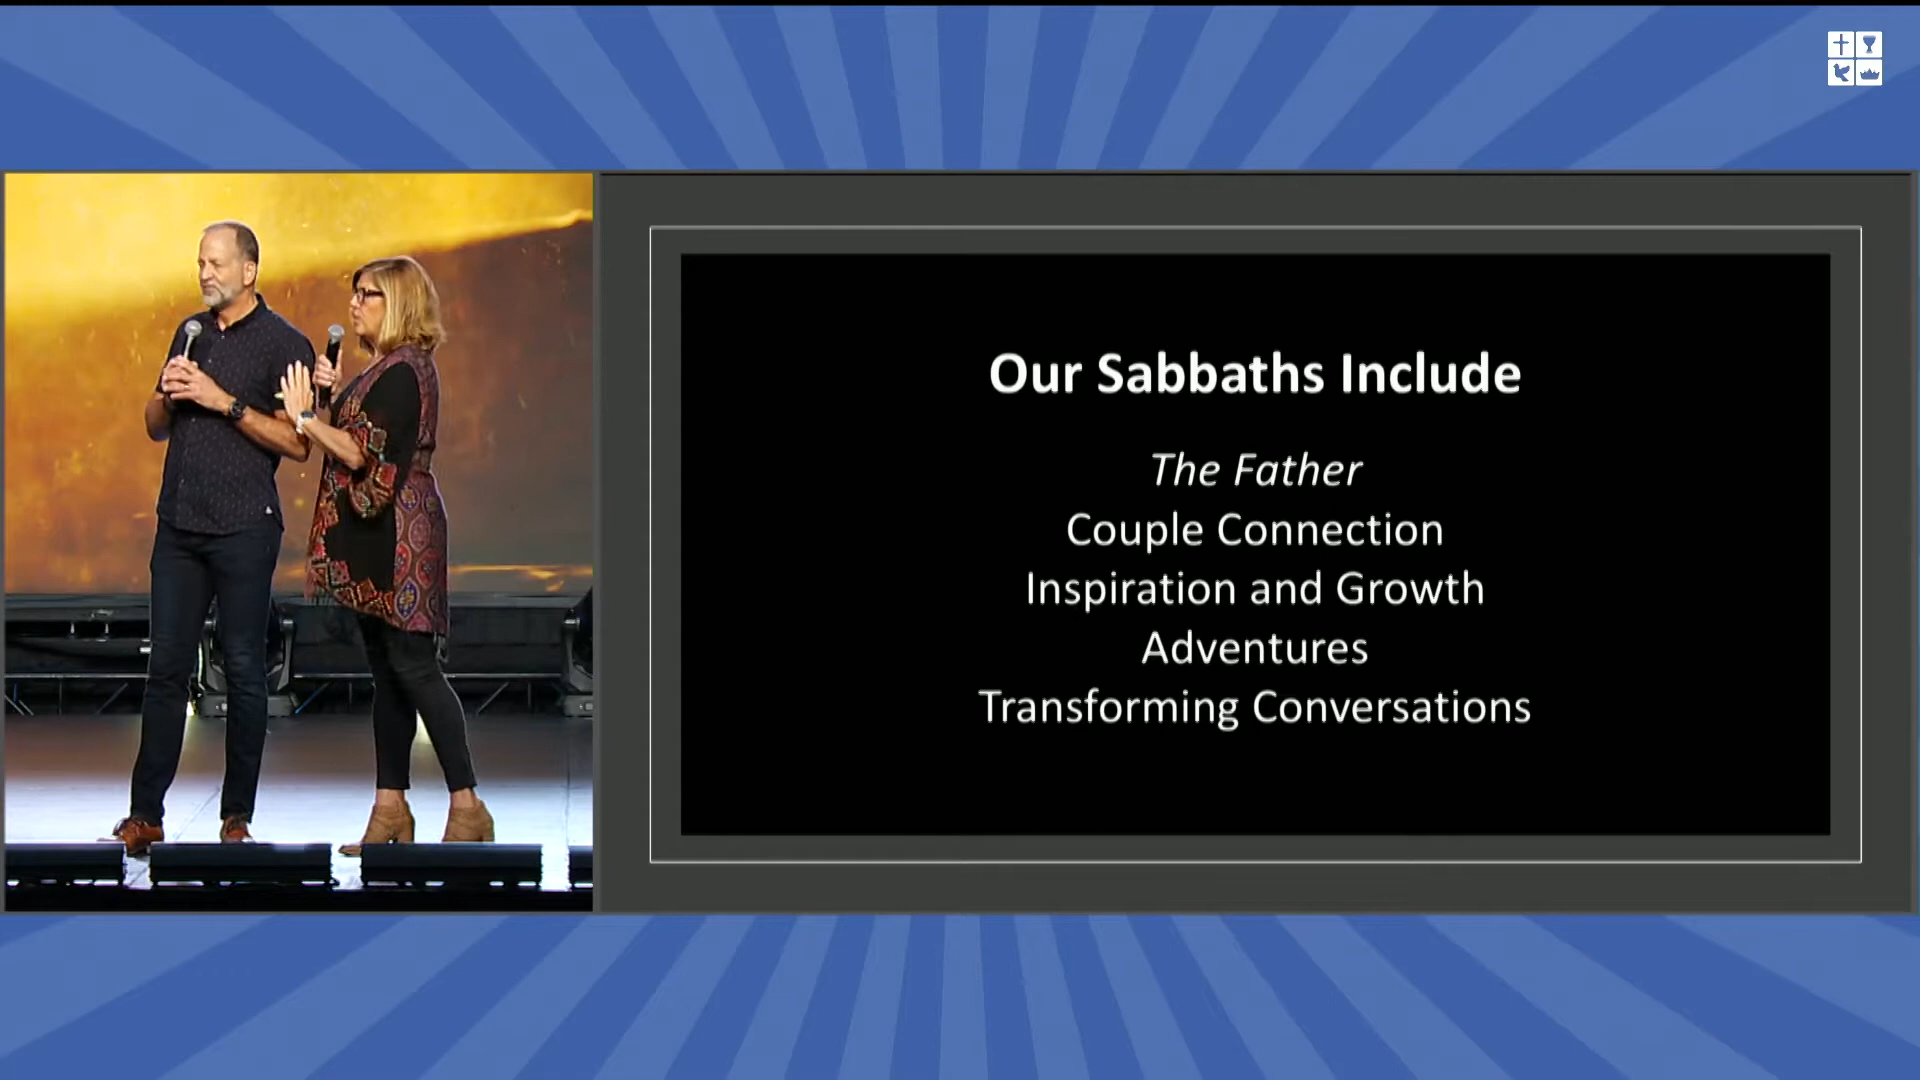 Our Sabbaths Include
The Father
Couple Connection
Inspiration and Growth
Adventures
Transforming Conversations